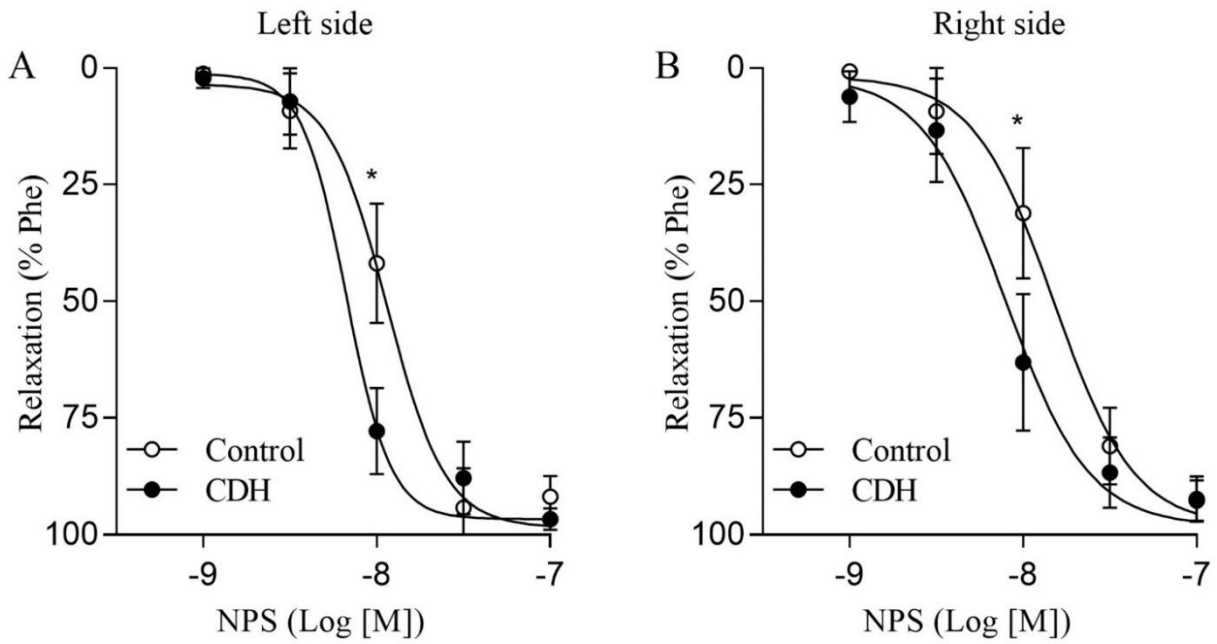 Left side
A
0
25
50
75
100
Relaxation (% Phe)
*
Control
CDH
-9
-8
-7
NPS (Log [M])
Right side
B
0
25
50
75
100
Relaxation (% Phe)
*
Control
CDH
-9
-8
-7
NPS (Log [M])